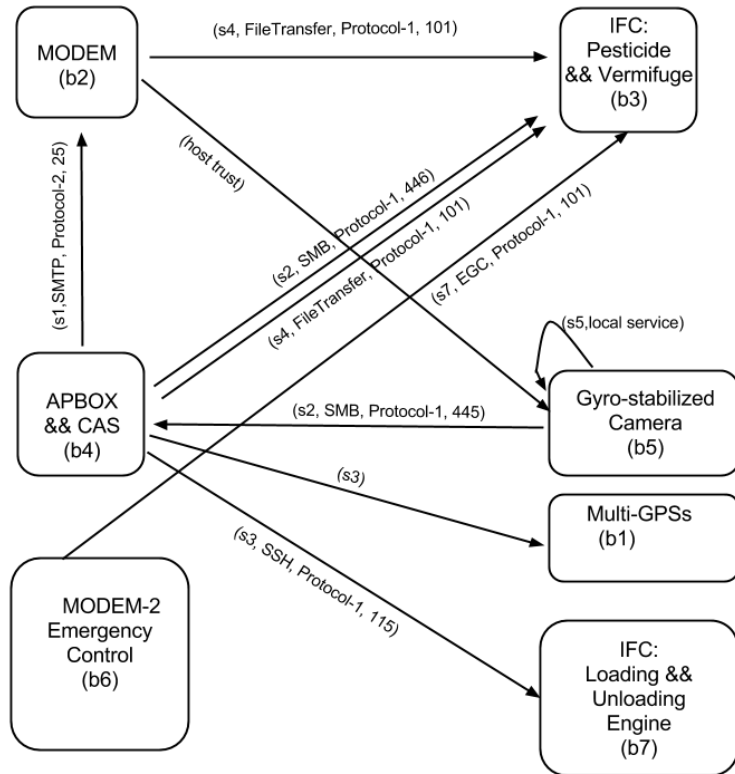 MODEM
(b2)
(s4, FileTransfer, Protocol-1, 101)
IFC:
Pesticide
&& Vermifuge
(b3)
(host trust)
(s1,SMTP, Protocol-2, 25)
(s2, SMB, Protocol-1, 446)
(s4, FileTransfer, Protocol-1, 101)
(s7, EGC, Protocol-1, 101)
(s5,local service)
APBOX
&& CAS
(b4)
(s2, SMB, Protocol-1, 445)
Gyro-stabilized
Camera
(b5)
(s3)
Multi-GPSs
(b1)
(s3, SSH, Protocol-1, 115)
MODEM-2
Emergency
Control
(b6)
IFC:
Loading &&
Unloading
Engine
(b7)